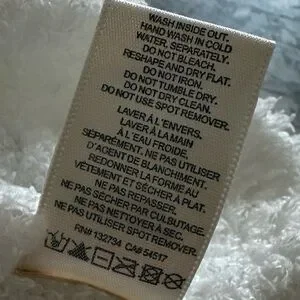 WASH INSIDE OUT.
HAND WASH IN COLD
WATER. SEPARATELY.
DO NOT BLEACH.
RESHAPE AND DRY FLAT.
DO NOT IRON.
DO NOT TUMBLE DRY.
DO NOT DRY CLEAN.
DO NOT USE SPOT REMOVER.
LAVER À L'ENVERS.
LAVER À LA MAIN
À L'EAU FROIDE.
SÉPARÉMENT. NE PAS UTILISER
D'AGENT DE BLANCHIMENT.
REDONNER LA FORME AU
VÊTEMENT ET SÉCHER À PLAT.
NE PAS REPASSER.
NE PAS SÉCHER PAR CULBUTAGE.
NE PAS NETTOYER À SEC.
NE PAS UTILISER SPOT REMOVER.
RN# 132734 CA# 54517